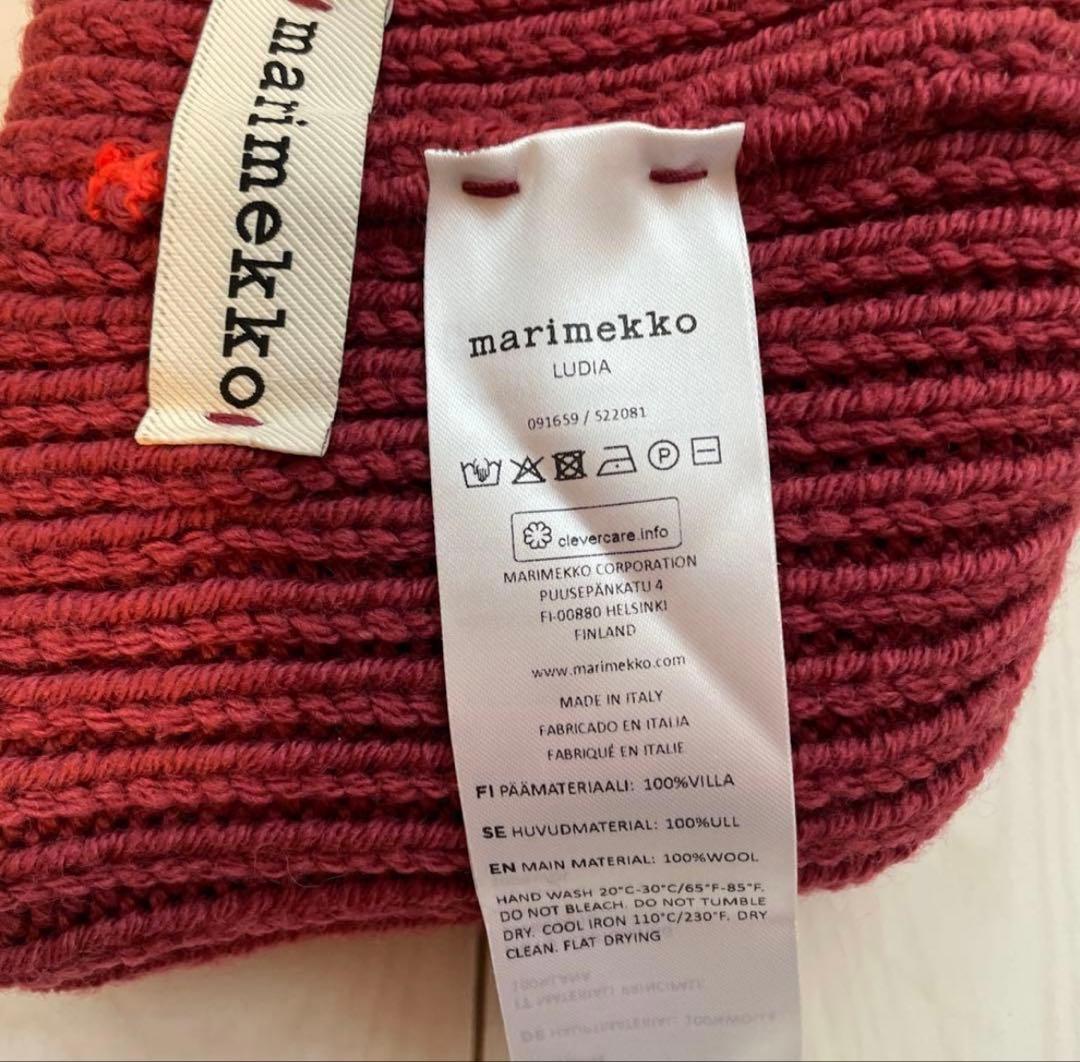 marimekko
marimekko
LUDIA
091659 / 522081
P
clevercare.info
MARIMEKKO CORPORATION
PUUSEPÄNKATU 4
FI-00880 HELSINKI
FINLAND
www.marimekko.com
MADE IN ITALY
FABRICADO EN ITALIA
FABRIQUÉ EN ITALIE
FI PÄÄMATERIAALI: 100%VILLA
SE HUVUDMATERIAL: 100%ULL
EN MAIN MATERIAL: 100%WOOL
HAND WASH 20°C-30°C/65°F-85°F.
DO NOT BLEACH. DO NOT TUMBLE
DRY. COOL IRON 110°C/230°F. DRY
CLEAN. FLAT DRYING